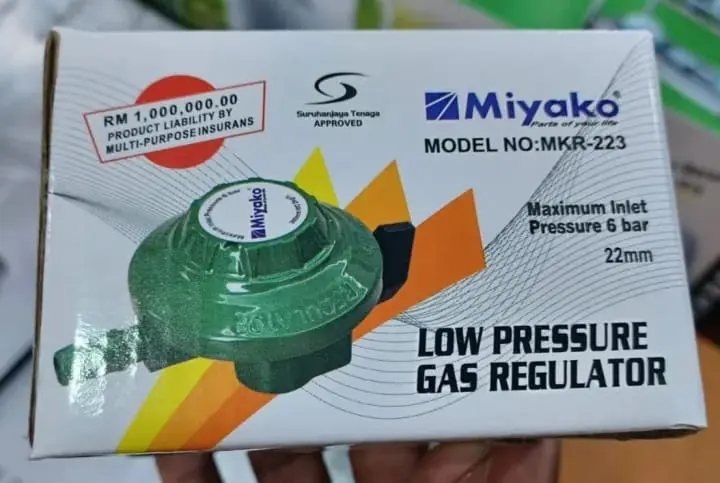 RM 1,000,000.00
PRODUCT LIABILITY BY
MULTI-PURPOSE INSURANS
Suruhanjaya Tenaga
APPROVED
Miyako®
Parts of your life
MODEL NO:MKR-223
Maximum Inlet
Pressure 6 bar
22mm
Miyako
REGULATOR
LOW PRESSURE
GAS REGULATOR